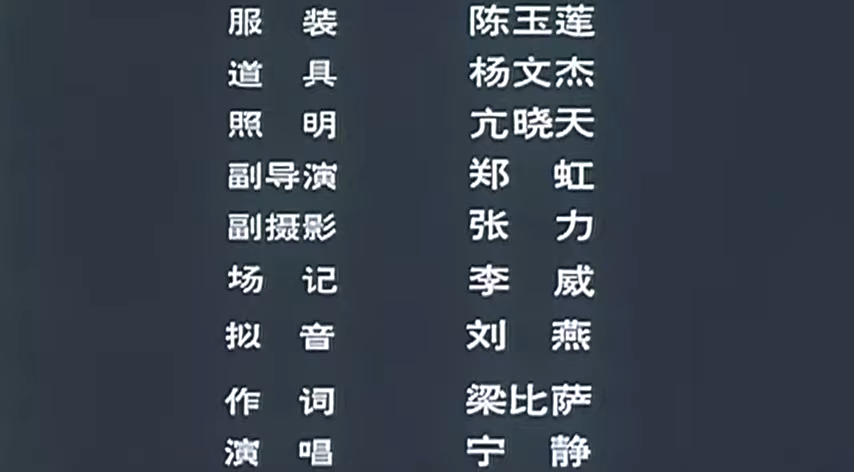 服 装 陈玉莲
道 具 杨文杰
照 明 亢晓天
副导演 郑 虹
副摄影 张 力
场 记 李 威
拟 音 刘 燕
作 词 梁比萨
演 唱 宁 静